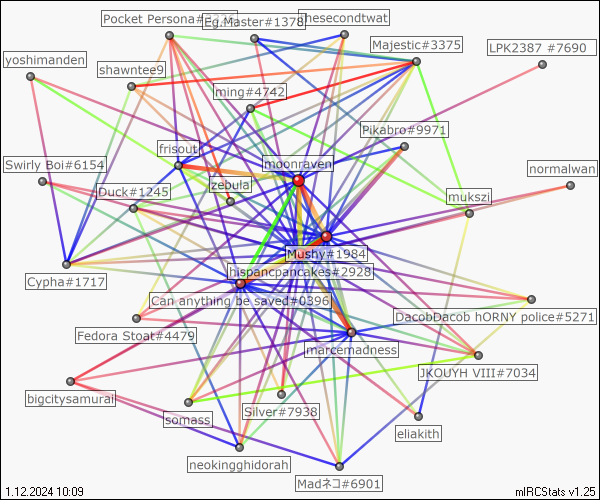 Pocket Persona#
Eg.Master#1378
thesecondtwat
Majestic#3375
LPK2387 #7690
yoshimanden
shawntee9
ming#4742
Pikabro#9971
frisout
moonraven
normalwan
Swirly Boi#6154
Duck#1245
zebula
mukszi
Mushy#1984
Cypha#1717
hispancpancakes#2928
Can anything be saved#0396
DacobDacob hORNY police#5271
Fedora Stoat#4479
marcemadness
JKOUYH VIII#7034
bigcitysamurai
somass
Silver#7938
eliakith
neokingghidorah
Madネコ#6901
1.12.2024 10:09
mIRCStats v1.25